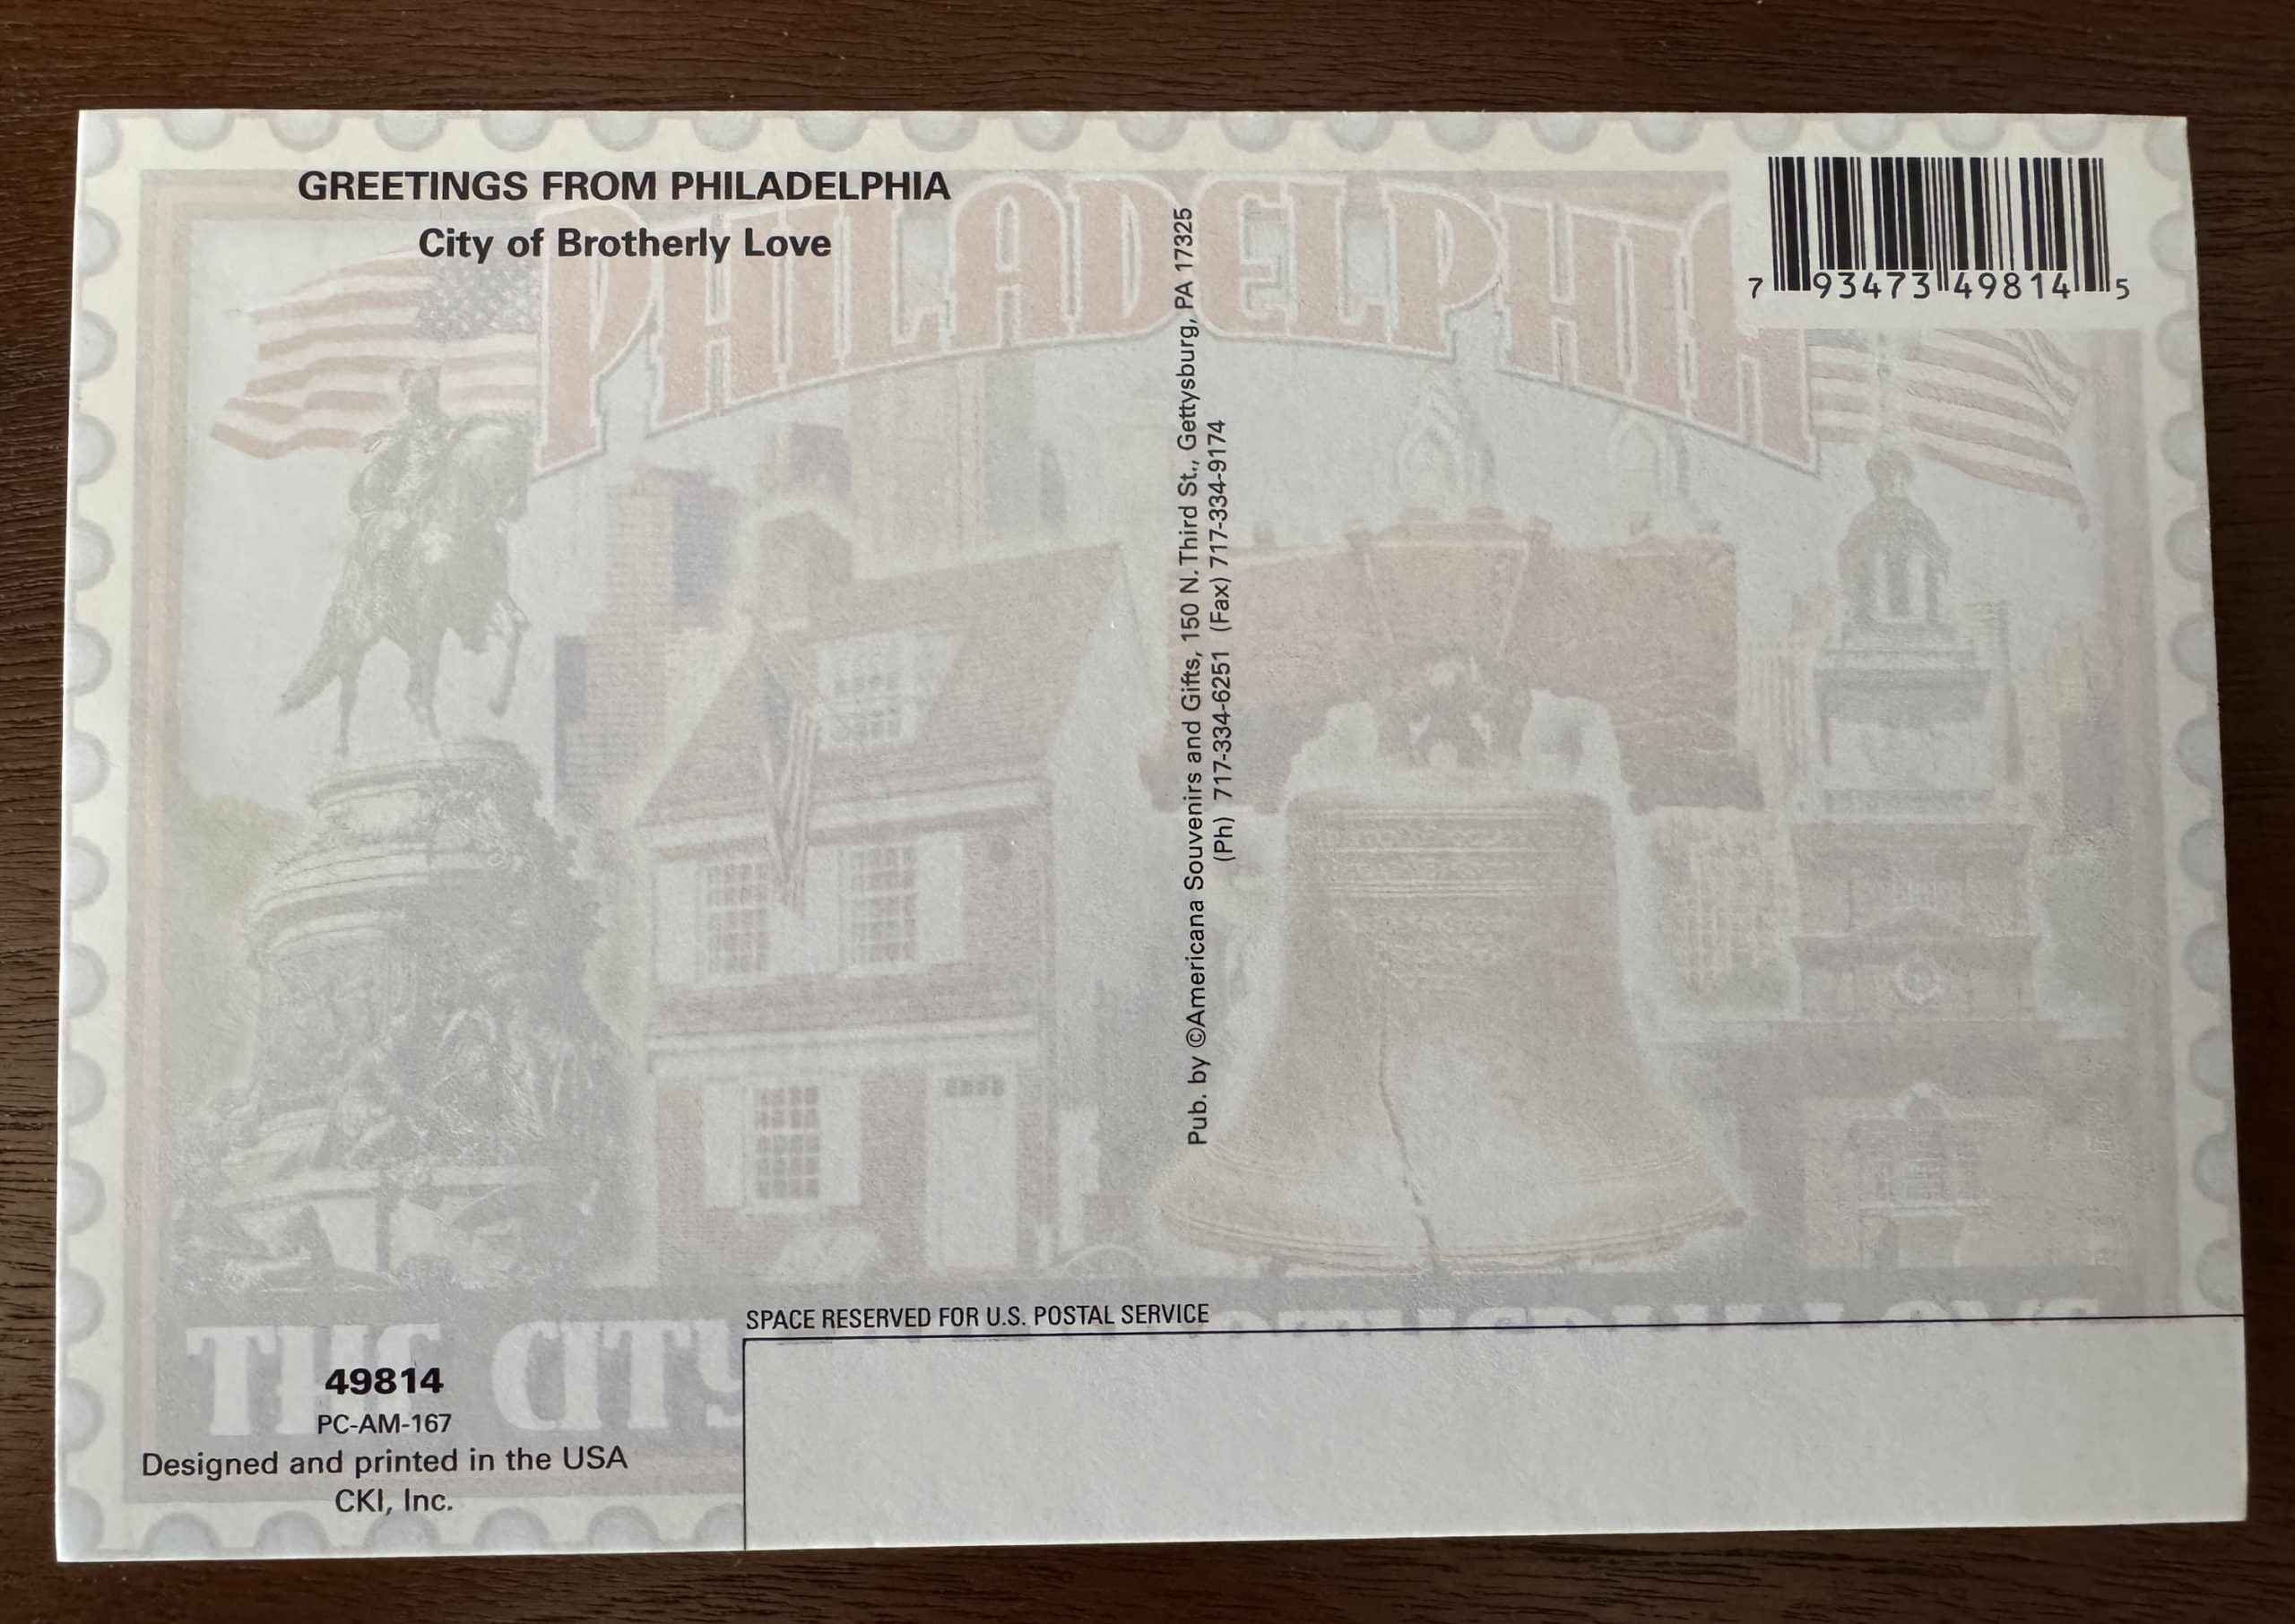 GREETINGS FROM PHILADELPHIA
City of Brotherly Love
PHILADELPHIA
7 93473 49814 5
Pub. by ©Americana Souvenirs and Gifts, 150 N. Third St., Gettysburg, PA 17325
(Ph) 717-334-6251 (Fax) 717-334-9174
SPACE RESERVED FOR U.S. POSTAL SERVICE
THE CITY
49814
PC-AM-167
Designed and printed in the USA
CKI, Inc.